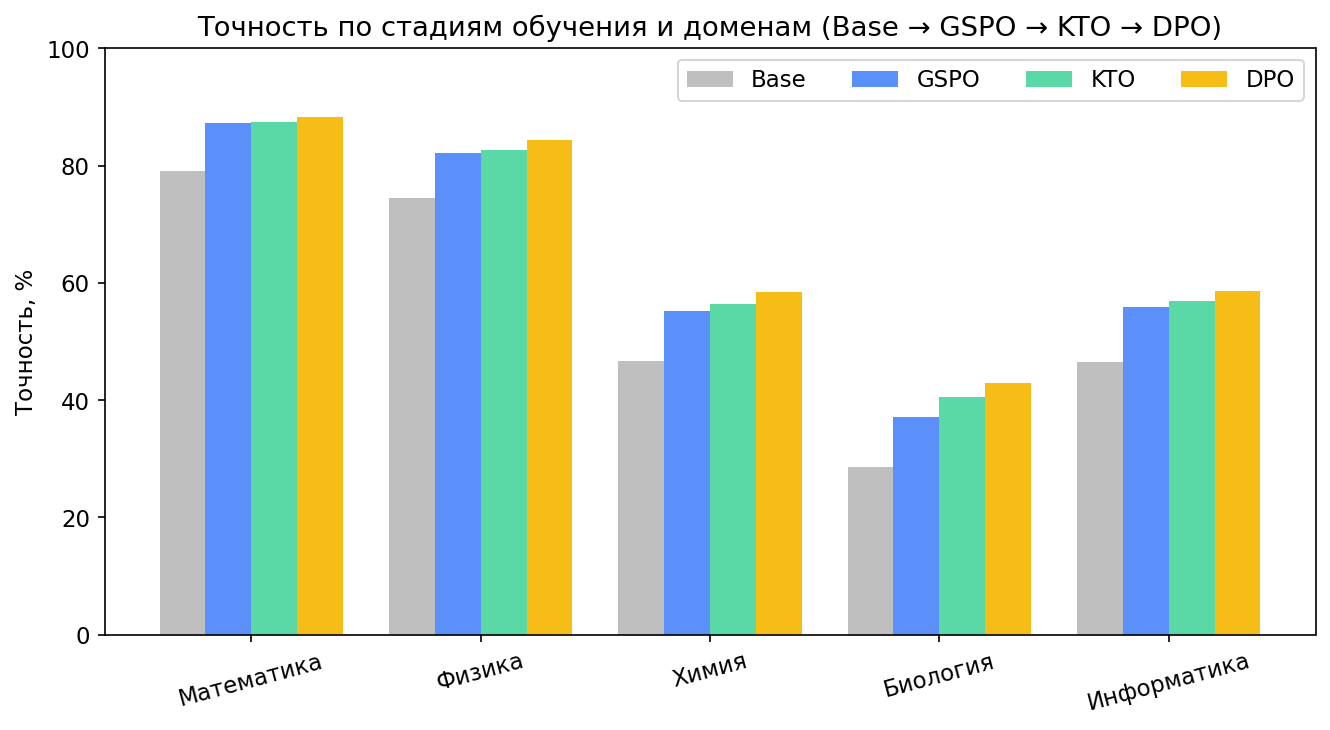 Точность по стадиям обучения и доменам (Base → GSPO → KTO → DPO)
Base GSPO KTO DPO
Точность, %
100
80
60
40
20
0
Математика Физика Химия Биология Информатика